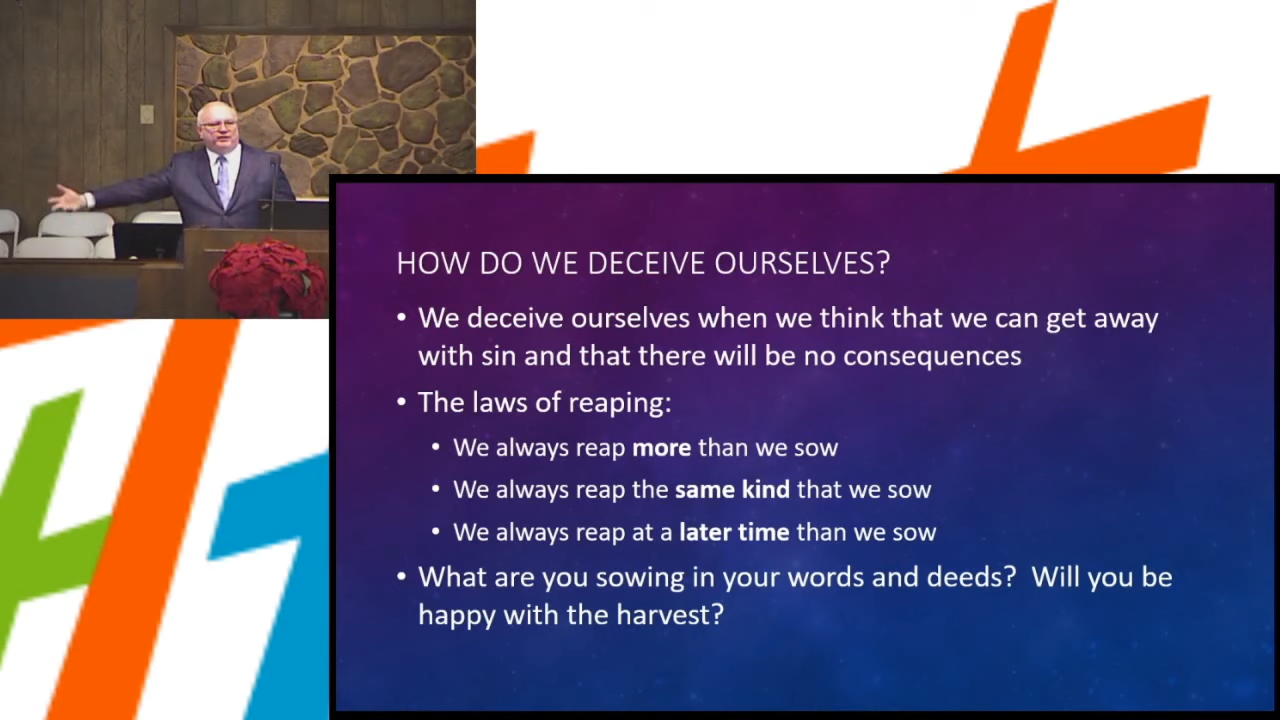 HOW DO WE DECEIVE OURSELVES?
• We deceive ourselves when we think that we can get away
with sin and that there will be no consequences
• The laws of reaping:
• We always reap more than we sow
• We always reap the same kind that we sow
• We always reap at a later time than we sow
• What are you sowing in your words and deeds?  Will you be
happy with the harvest?